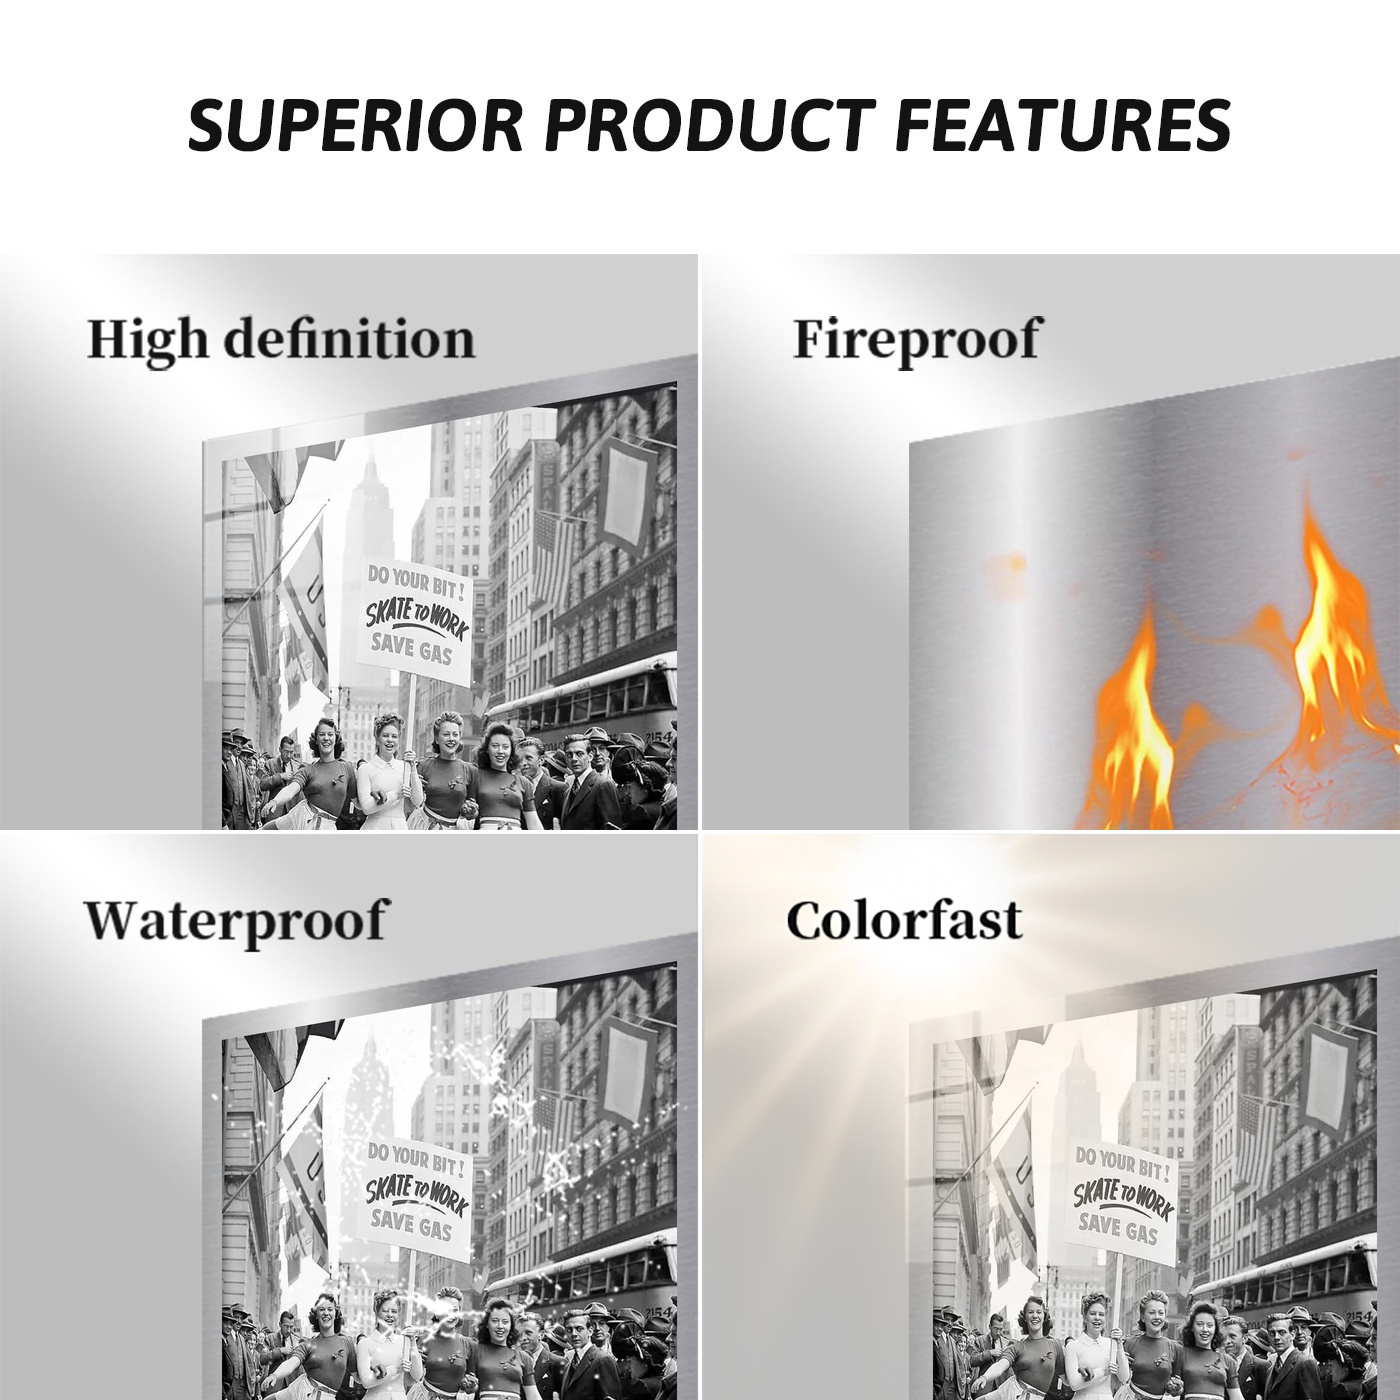 SUPERIOR PRODUCT FEATURES
High definition
Fireproof
DO YOUR BIT!
SKATE TO WORK
SAVE GAS
2154
Waterproof
Colorfast
DO YOUR BIT!
SKATE TO WORK
SAVE GAS
2154
DO YOUR BIT!
SKATE TO WORK
SAVE GAS
2154